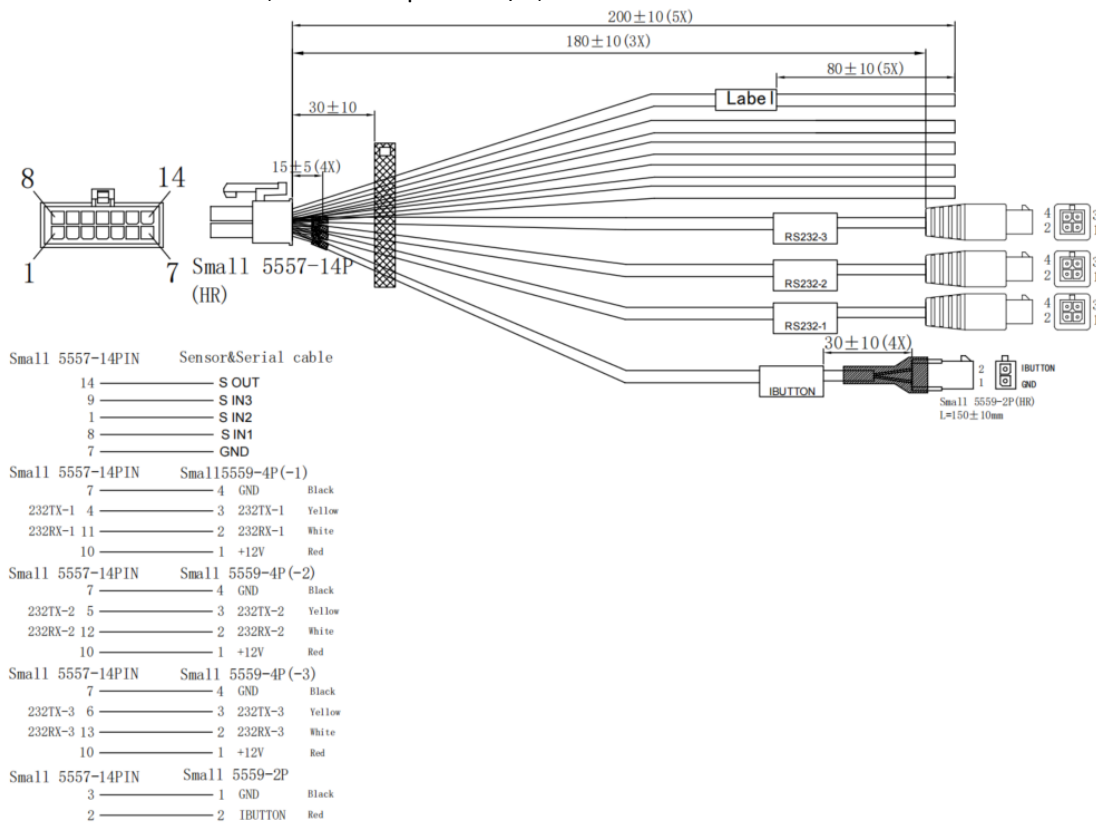 200±10(5X)
180±10(3X)
80±10(5X)
Label
30±10
15±5(4X)
8 14
1 7
Small 5557-14P
(HR)
RS232-3
4 3
2 1
RS232-2
4 3
2 1
RS232-1
4 3
2 1
30±10(4X)
IBUTTON
2 IBUTTON
1 GND
Small 5559-2P(HR)
L=150±10mm
Small 5557-14PIN Sensor&Serial cable
14 S OUT
9 S IN3
1 S IN2
8 S IN1
7 GND
Small 5557-14PIN Small5559-4P(-1)
7 4 GND Black
232TX-1 4 3 232TX-1 Yellow
232RX-1 11 2 232RX-1 White
10 1 +12V Red
Small 5557-14PIN Small 5559-4P(-2)
7 4 GND Black
232TX-2 5 3 232TX-2 Yellow
232RX-2 12 2 232RX-2 White
10 1 +12V Red
Small 5557-14PIN Small 5559-4P(-3)
7 4 GND Black
232TX-3 6 3 232TX-3 Yellow
232RX-3 13 2 232RX-3 White
10 1 +12V Red
Small 5557-14PIN Small 5559-2P
3 1 GND Black
2 2 IBUTTON Red